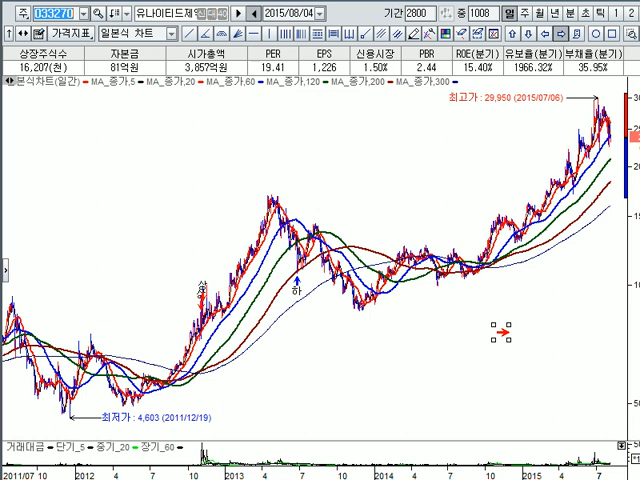 주 033270 유나이티드제 2015/08/04 기간 2800 중 1008 일 주 월 년 분 초 틱 1 2
가격지표 일본식 차트
상장주식수 자본금 시가총액 PER EPS 신용시장 PBR ROE(분기) 유보율(분기) 부채율(분기)
16,207(천) 81억원 3,857억원 19.41 1,226 1.50% 2.44 15.40% 1966.32% 35.95%
본식차트(일간) MA_종가,5 MA_종가,20 MA_종가,60 MA_종가,120 MA_종가,200 MA_종가,300
최고가 : 29,950 (2015/07/06)
상
하
최저가 : 4,603 (2011/12/19)
거래대금 단기_5 중기_20 장기_60
2011/07 10 2012 4 7 10 2013 4 7 10 2014 4 7 10 2015 4 7